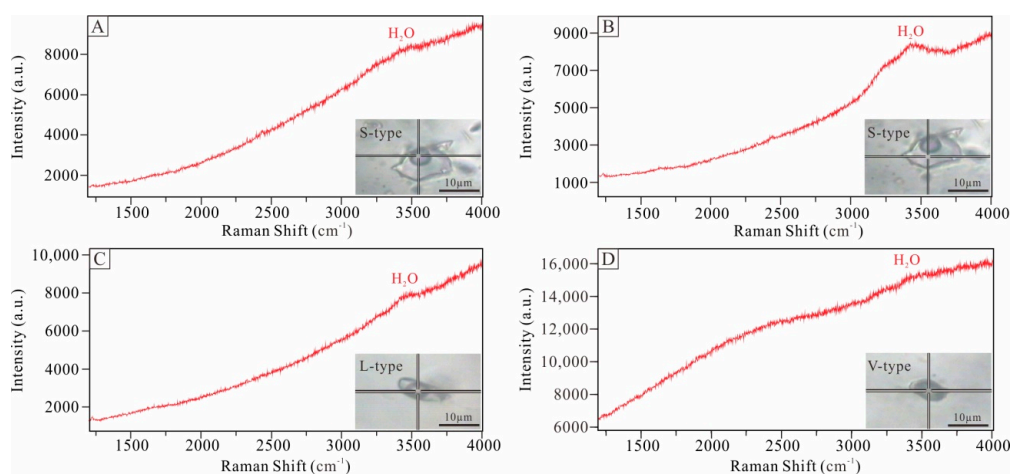 A
H₂O
8000
6000
4000
2000
Intensity (a.u.)
S-type
10μm
1500 2000 2500 3000 3500 4000
Raman Shift (cm⁻¹)
B
H₂O
9000
7000
5000
3000
1000
Intensity (a.u.)
S-type
10μm
1500 2000 2500 3000 3500 4000
Raman Shift (cm⁻¹)
C
H₂O
10,000
8000
6000
4000
2000
Intensity (a.u.)
L-type
10μm
1500 2000 2500 3000 3500 4000
Raman Shift (cm⁻¹)
D
H₂O
16,000
14,000
12,000
10,000
8000
6000
Intensity (a.u.)
V-type
10μm
1500 2000 2500 3000 3500 4000
Raman Shift (cm⁻¹)